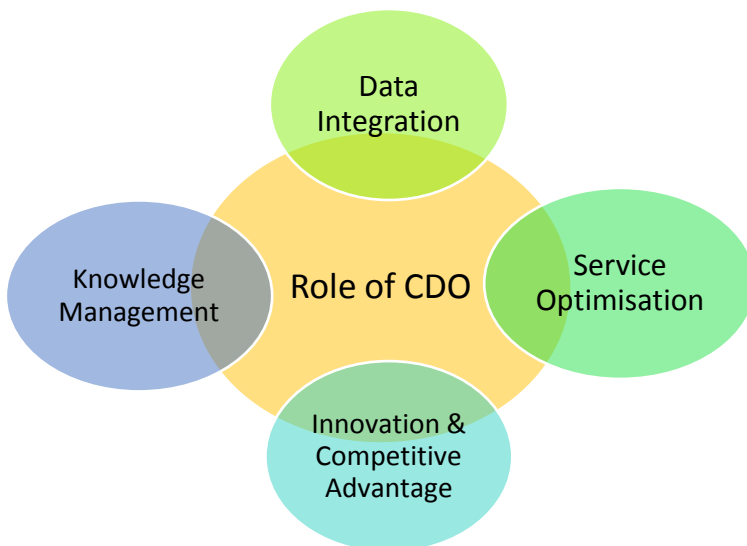 Data
Integration
Knowledge
Management
Role of CDO
Service
Optimisation
Innovation &
Competitive
Advantage